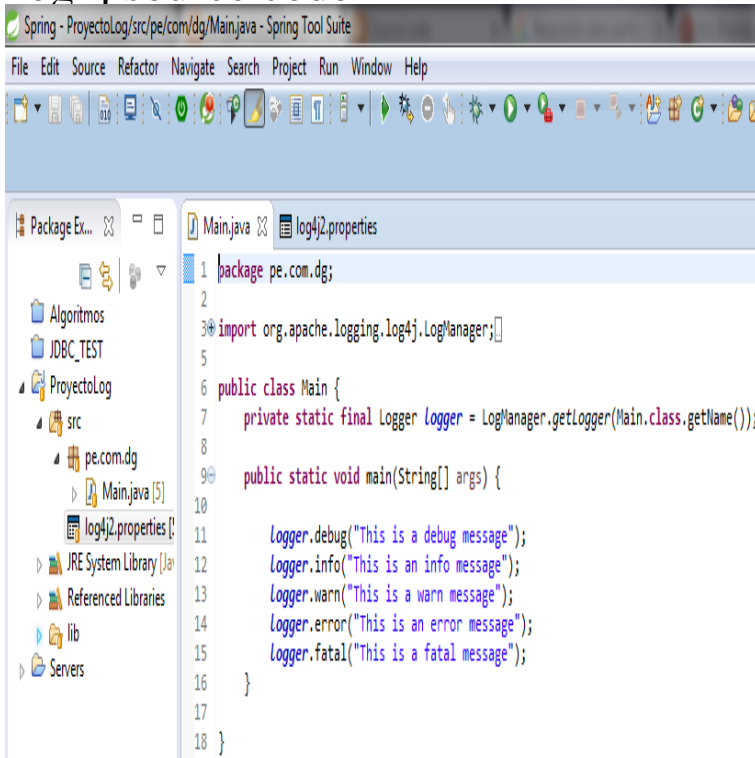 Spring - ProyectoLog/src/pe/com/dg/Main.java - Spring Tool Suite
File Edit Source Refactor Navigate Search Project Run Window Help
Package Ex...
Main.java
log4j2.properties
Algoritmos
JDBC_TEST
ProyectoLog
src
pe.com.dg
Main.java [5]
log4j2.properties [
JRE System Library [Ja
Referenced Libraries
lib
Servers
1 package pe.com.dg;
2
3 import org.apache.logging.log4j.LogManager;
5
6 public class Main {
7 private static final Logger logger = LogManager.getLogger(Main.class.getName());
8
9 public static void main(String[] args) {
10
11 logger.debug("This is a debug message");
12 logger.info("This is an info message");
13 logger.warn("This is a warn message");
14 logger.error("This is an error message");
15 logger.fatal("This is a fatal message");
16 }
17
18 }